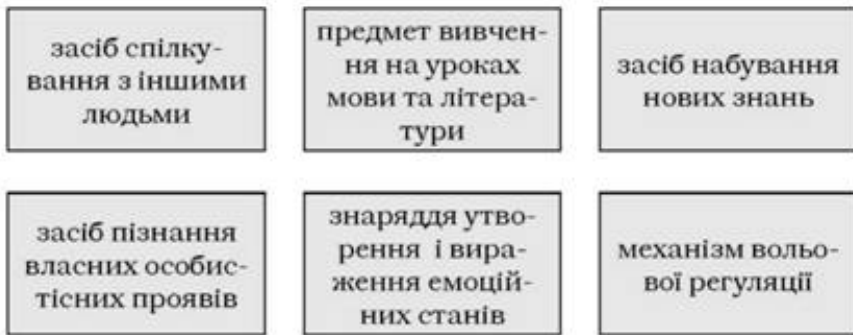 засіб спілку-
вання з іншими
людьми
предмет вивчен-
ня на уроках
мови та літера-
тури
засіб набування
нових знань
засіб пізнання
власних особис-
тісних проявів
знаряддя утво-
рення і вира-
ження емоцій-
них станів
механізм вольо-
вої регуляції